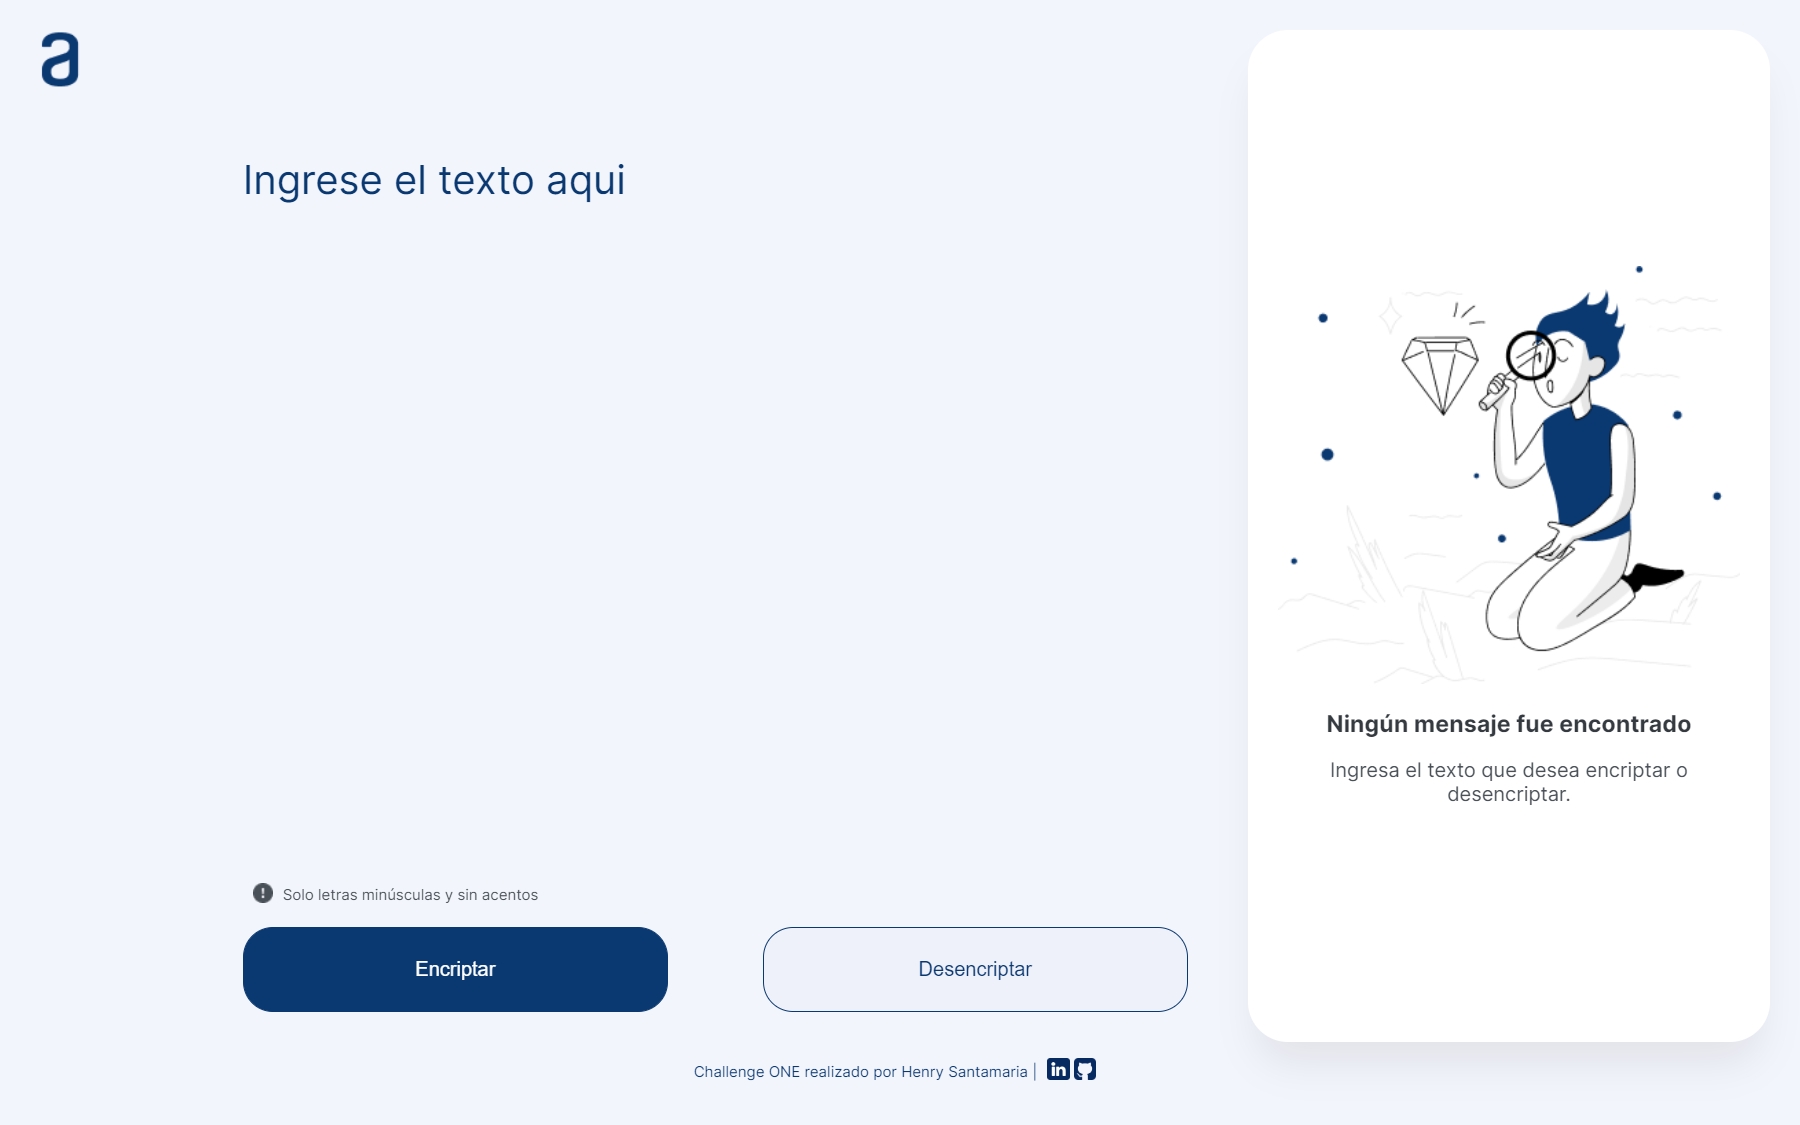 a
Ingrese el texto aqui
Ningún mensaje fue encontrado
Ingresa el texto que desea encriptar o
desencriptar.
Solo letras minúsculas y sin acentos
Encriptar
Desencriptar
Challenge ONE realizado por Henry Santamaria |
in